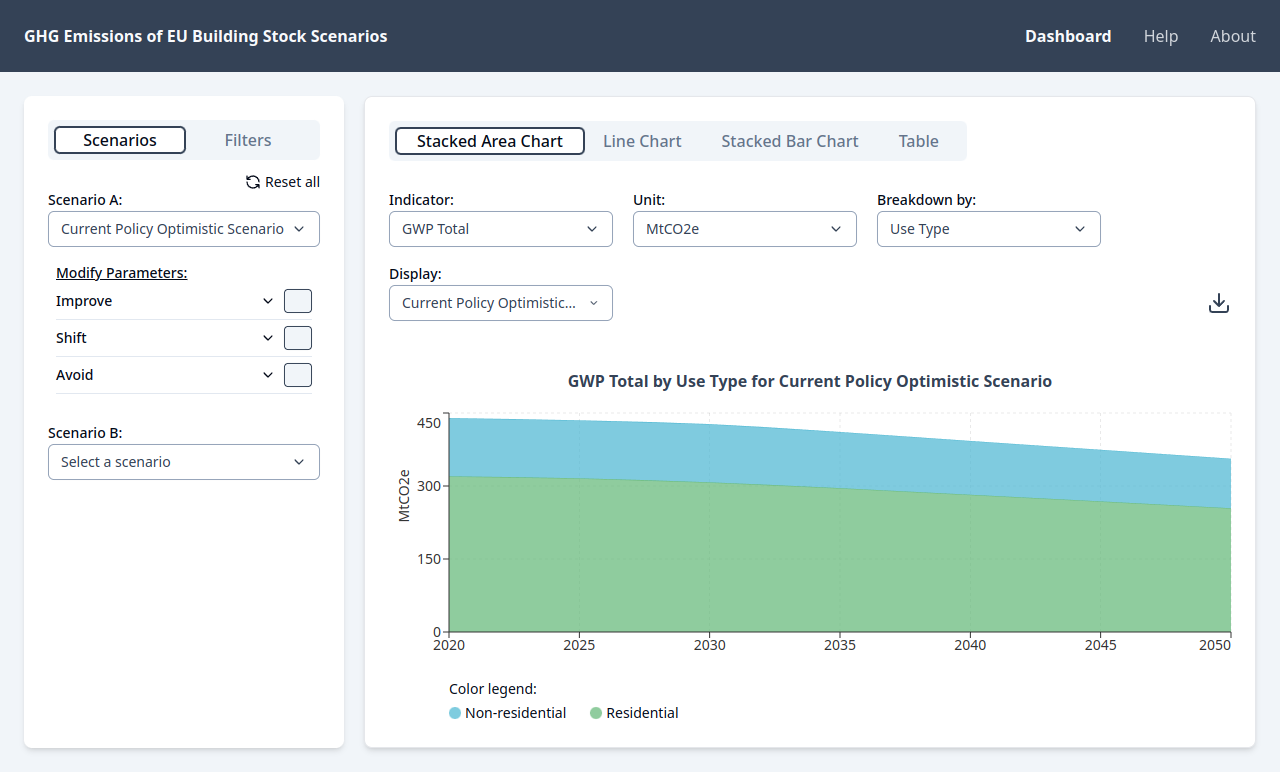 GHG Emissions of EU Building Stock Scenarios
Dashboard Help About
Scenarios Filters
Reset all
Scenario A:
Current Policy Optimistic Scenario
Modify Parameters:
Improve
Shift
Avoid
Scenario B:
Select a scenario
Stacked Area Chart Line Chart Stacked Bar Chart Table
Indicator: Unit: Breakdown by:
GWP Total MtCO2e Use Type
Display:
Current Policy Optimistic...
GWP Total by Use Type for Current Policy Optimistic Scenario
450
300
150
0
MtCO2e
2020 2025 2030 2035 2040 2045 2050
Color legend:
Non-residential Residential